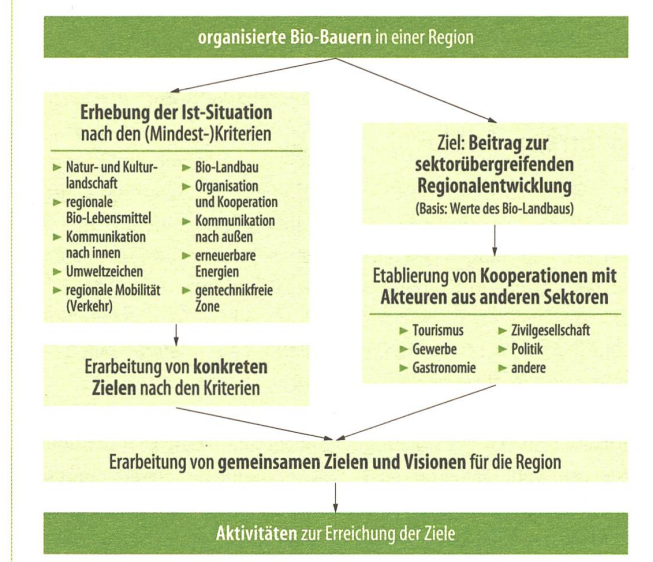 organisierte Bio-Bauern in einer Region
Erhebung der Ist-Situation
nach den (Mindest-)Kriterien
► Natur- und Kultur-
landschaft
► regionale
Bio-Lebensmittel
► Kommunikation
nach innen
► Umweltzeichen
► regionale Mobilität
(Verkehr)
► Bio-Landbau
► Organisation
und Kooperation
► Kommunikation
nach außen
► erneuerbare
Energien
► gentechnikfreie
Zone
Erarbeitung von konkreten
Zielen nach den Kriterien
Ziel: Beitrag zur
sektorübergreifenden
Regionalentwicklung
(Basis: Werte des Bio-Landbaus)
Etablierung von Kooperationen mit
Akteuren aus anderen Sektoren
► Tourismus
► Gewerbe
► Gastronomie
► Zivilgesellschaft
► Politik
► andere
Erarbeitung von gemeinsamen Zielen und Visionen für die Region
Aktivitäten zur Erreichung der Ziele